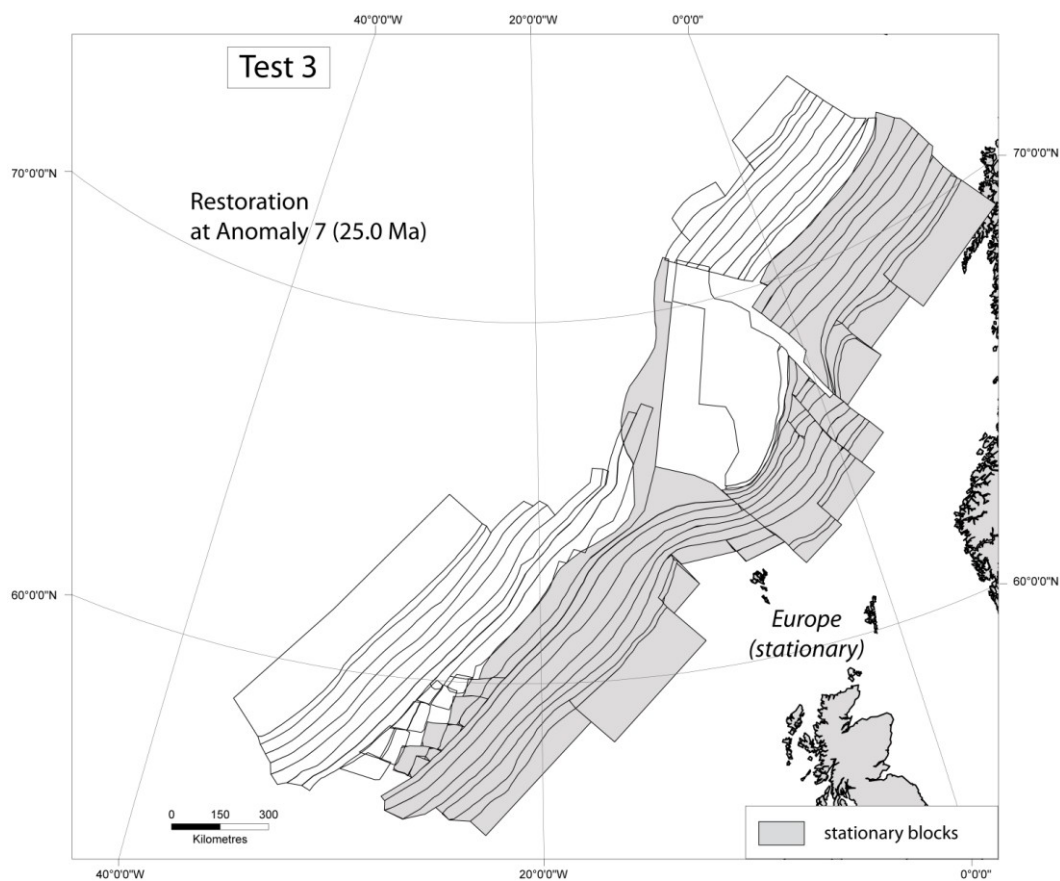 40°0'0"W
20°0'0"W
0°0'0"
Test 3
70°0'0"N
70°0'0"N
Restoration
at Anomaly 7 (25.0 Ma)
60°0'0"N
60°0'0"N
Europe
(stationary)
0 150 300
Kilometres
stationary blocks
40°0'0"W
20°0'0"W
0°0'0"